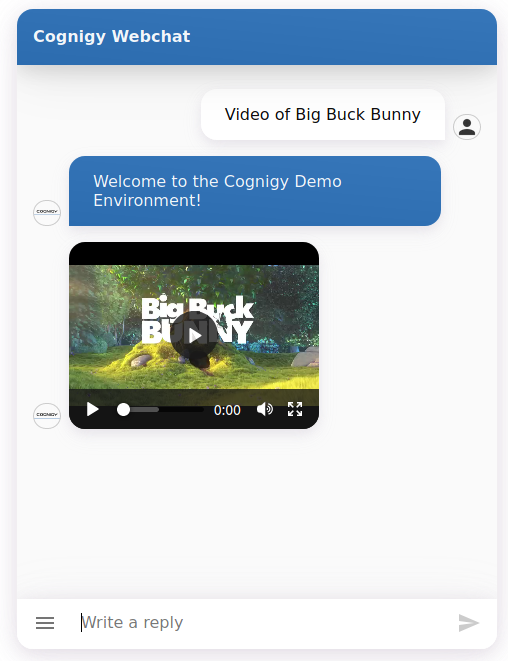 Cognigy Webchat
Video of Big Buck Bunny
Welcome to the Cognigy Demo
Environment!
COGNIGY
Big Buck
BUNNY
0:00
COGNIGY
Write a reply